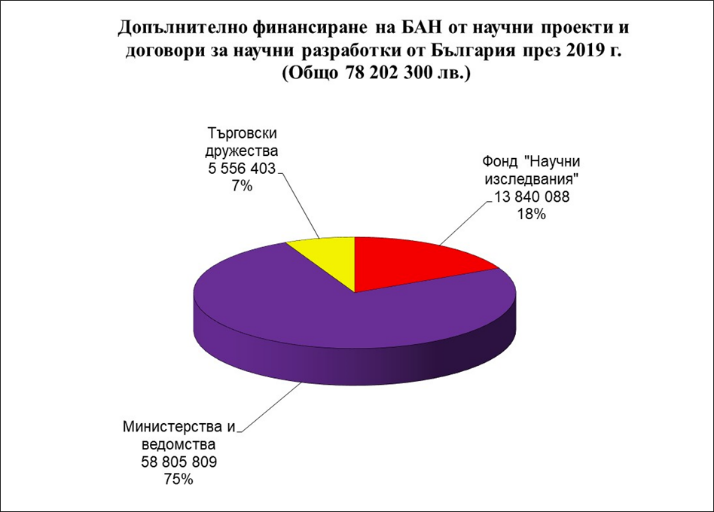 Допълнително финансиране на БАН от научни проекти и
договори за научни разработки от България през 2019 г.
(Общо 78 202 300 лв.)
Търговски
дружества
5 556 403
7%
Фонд "Научни
изследвания"
13 840 088
18%
Министерства и
ведомства
58 805 809
75%